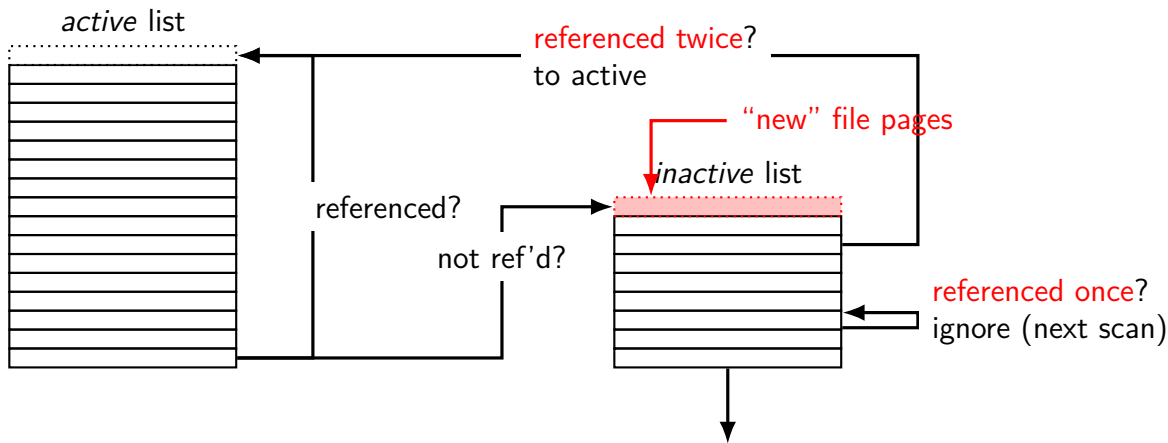 active list
referenced twice?
to active
“new” file pages
inactive list
referenced?
not ref'd?
referenced once?
ignore (next scan)